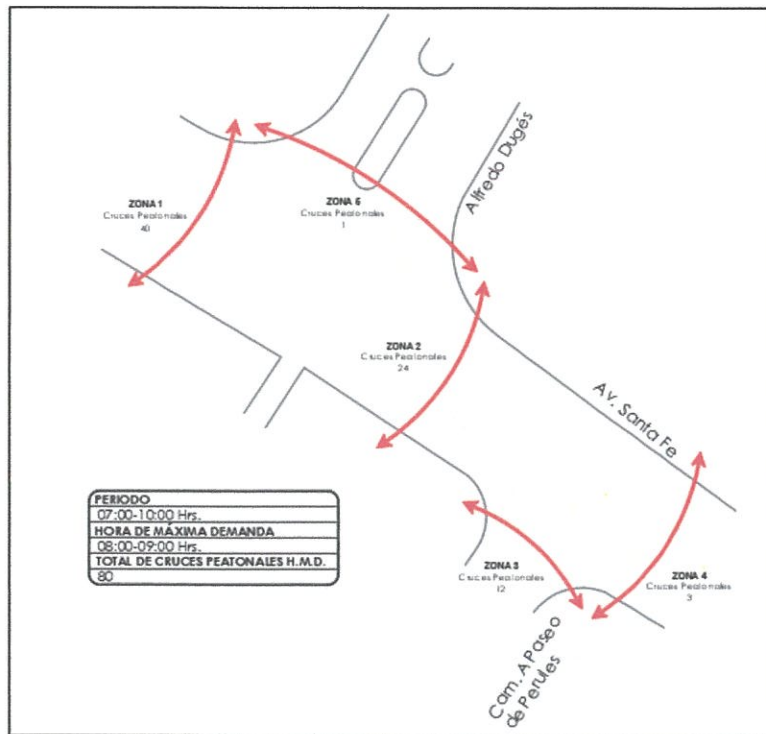 Alfredo Dugés
ZONA 1
Cruces Peatonales
40
ZONA 5
Cruces Peatonales
1
ZONA 2
Cruces Peatonales
24
Av. Santa Fe
PERIODO
07:00-10:00 Hrs.
HORA DE MÁXIMA DEMANDA
08:00-09:00 Hrs.
TOTAL DE CRUCES PEATONALES H.M.D.
80
ZONA 3
Cruces Peatonales
12
ZONA 4
Cruces Peatonales
3
Cam. A Paseo
de Perules